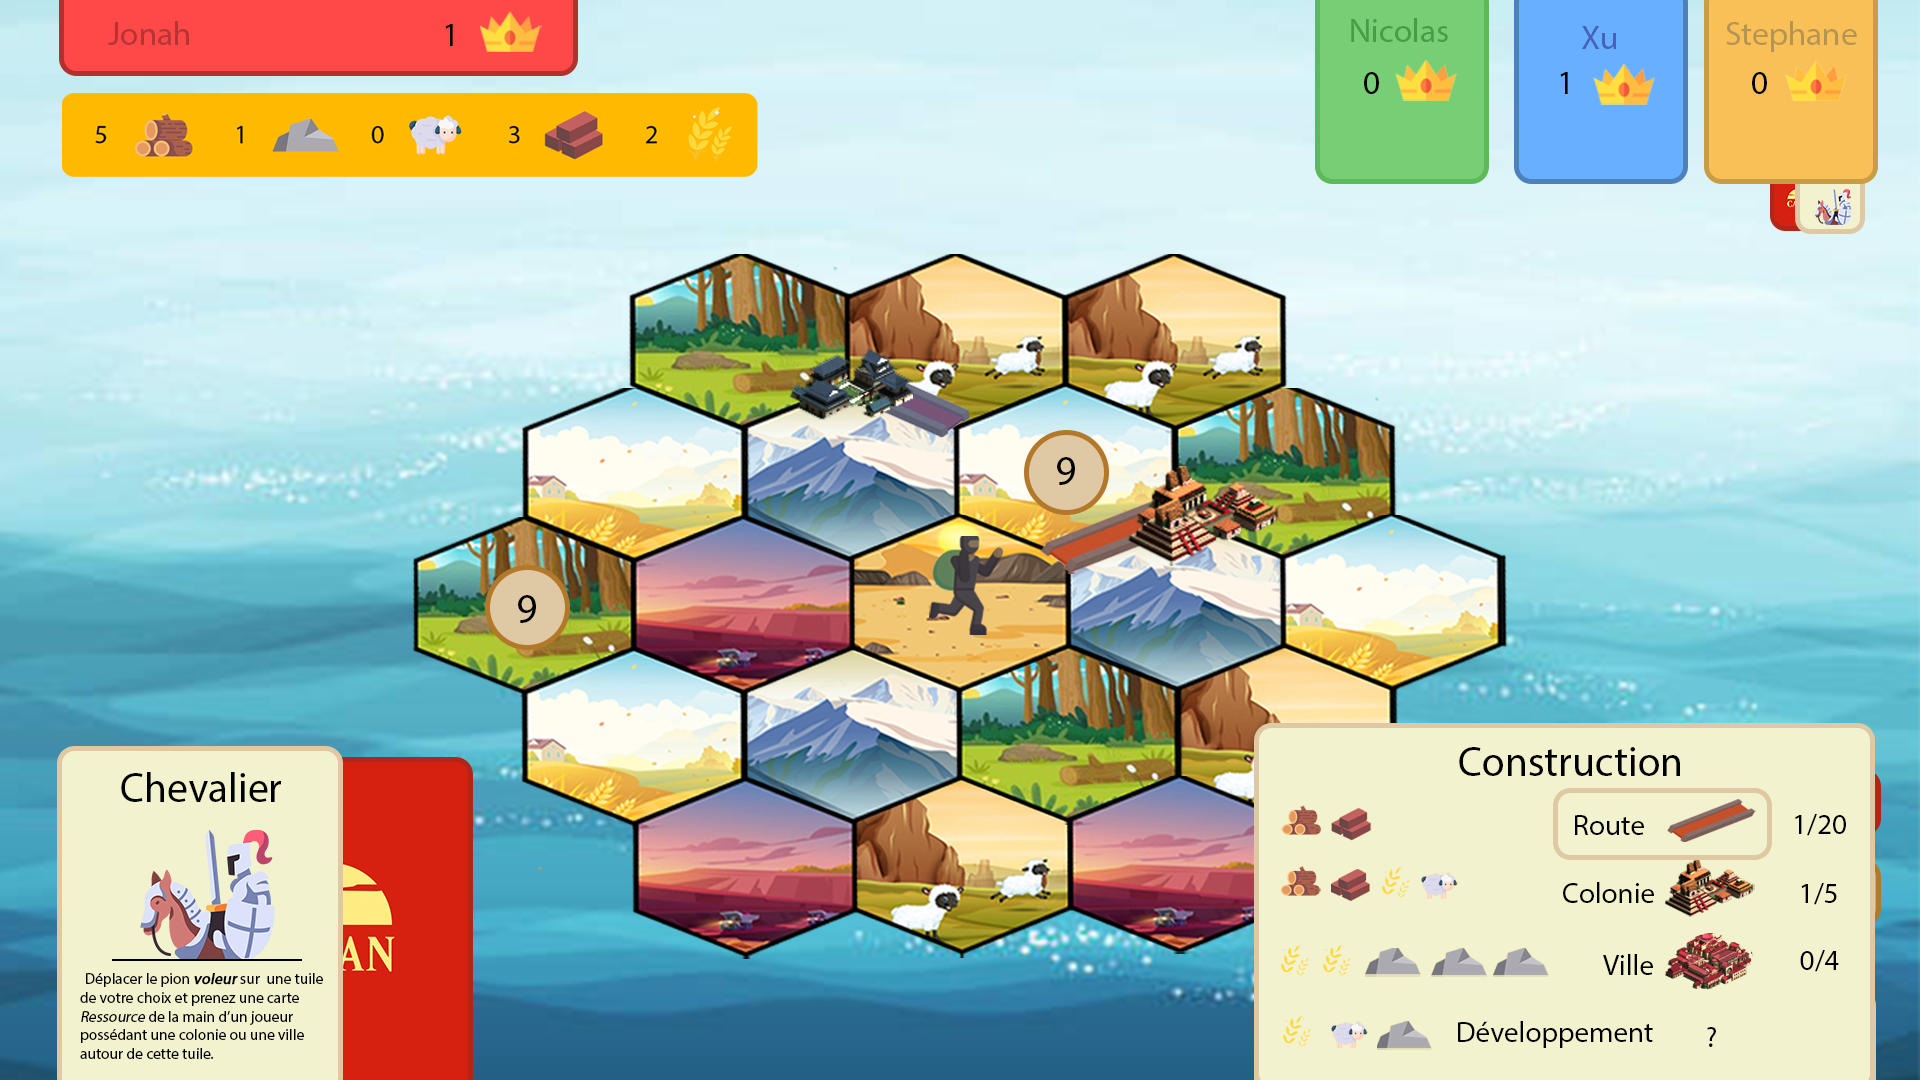 Jonah
1
Nicolas
0
Xu
1
Stephane
0
5 1 0 3 2
9
9
Chevalier
Déplacer le pion voleur sur une tuile
de votre choix et prenez une carte
Ressource de la main d’un joueur
possédant une colonie ou une ville
autour de cette tuile.
AN
Construction
Route 1/20
Colonie 1/5
Ville 0/4
Développement ?